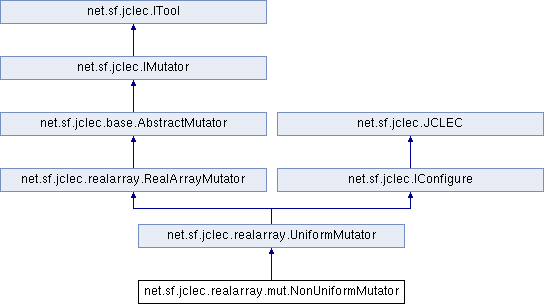 net.sf.jclec.ITool
net.sf.jclec.IMutator
net.sf.jclec.base.AbstractMutator
net.sf.jclec.JCLEC
net.sf.jclec.realarray.RealArrayMutator
net.sf.jclec.IConfigure
net.sf.jclec.realarray.UniformMutator
net.sf.jclec.realarray.mut.NonUniformMutator